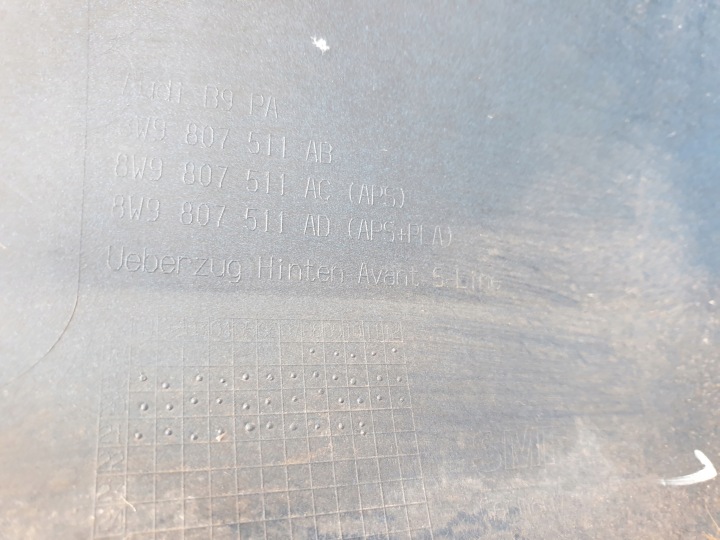 Audi B9 PA
8W9 807 511 AB
8W9 807 511 AC (APS)
8W9 807 511 AD (APS+PLA)
Ueberzug Hinten Avant S-Line